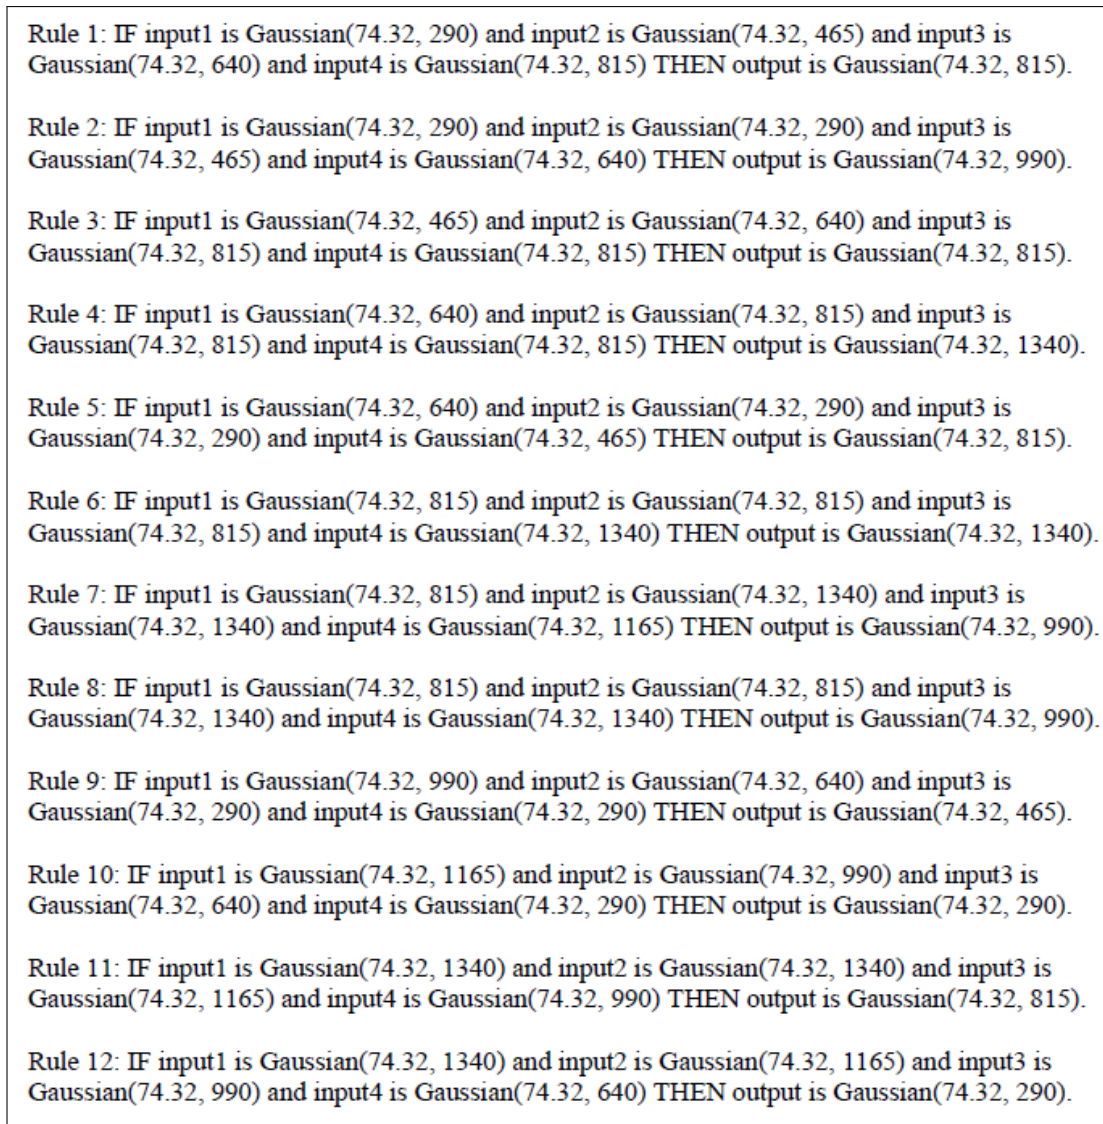 Rule 1: IF input1 is Gaussian(74.32, 290) and input2 is Gaussian(74.32, 465) and input3 is
Gaussian(74.32, 640) and input4 is Gaussian(74.32, 815) THEN output is Gaussian(74.32, 815).
Rule 2: IF input1 is Gaussian(74.32, 290) and input2 is Gaussian(74.32, 290) and input3 is
Gaussian(74.32, 465) and input4 is Gaussian(74.32, 640) THEN output is Gaussian(74.32, 990).
Rule 3: IF input1 is Gaussian(74.32, 465) and input2 is Gaussian(74.32, 640) and input3 is
Gaussian(74.32, 815) and input4 is Gaussian(74.32, 815) THEN output is Gaussian(74.32, 815).
Rule 4: IF input1 is Gaussian(74.32, 640) and input2 is Gaussian(74.32, 815) and input3 is
Gaussian(74.32, 815) and input4 is Gaussian(74.32, 815) THEN output is Gaussian(74.32, 1340).
Rule 5: IF input1 is Gaussian(74.32, 640) and input2 is Gaussian(74.32, 290) and input3 is
Gaussian(74.32, 290) and input4 is Gaussian(74.32, 465) THEN output is Gaussian(74.32, 815).
Rule 6: IF input1 is Gaussian(74.32, 815) and input2 is Gaussian(74.32, 815) and input3 is
Gaussian(74.32, 815) and input4 is Gaussian(74.32, 1340) THEN output is Gaussian(74.32, 1340).
Rule 7: IF input1 is Gaussian(74.32, 815) and input2 is Gaussian(74.32, 1340) and input3 is
Gaussian(74.32, 1340) and input4 is Gaussian(74.32, 1165) THEN output is Gaussian(74.32, 990).
Rule 8: IF input1 is Gaussian(74.32, 815) and input2 is Gaussian(74.32, 815) and input3 is
Gaussian(74.32, 1340) and input4 is Gaussian(74.32, 1340) THEN output is Gaussian(74.32, 990).
Rule 9: IF input1 is Gaussian(74.32, 990) and input2 is Gaussian(74.32, 640) and input3 is
Gaussian(74.32, 290) and input4 is Gaussian(74.32, 290) THEN output is Gaussian(74.32, 465).
Rule 10: IF input1 is Gaussian(74.32, 1165) and input2 is Gaussian(74.32, 990) and input3 is
Gaussian(74.32, 640) and input4 is Gaussian(74.32, 290) THEN output is Gaussian(74.32, 290).
Rule 11: IF input1 is Gaussian(74.32, 1340) and input2 is Gaussian(74.32, 1340) and input3 is
Gaussian(74.32, 1165) and input4 is Gaussian(74.32, 990) THEN output is Gaussian(74.32, 815).
Rule 12: IF input1 is Gaussian(74.32, 1340) and input2 is Gaussian(74.32, 1165) and input3 is
Gaussian(74.32, 990) and input4 is Gaussian(74.32, 640) THEN output is Gaussian(74.32, 290).